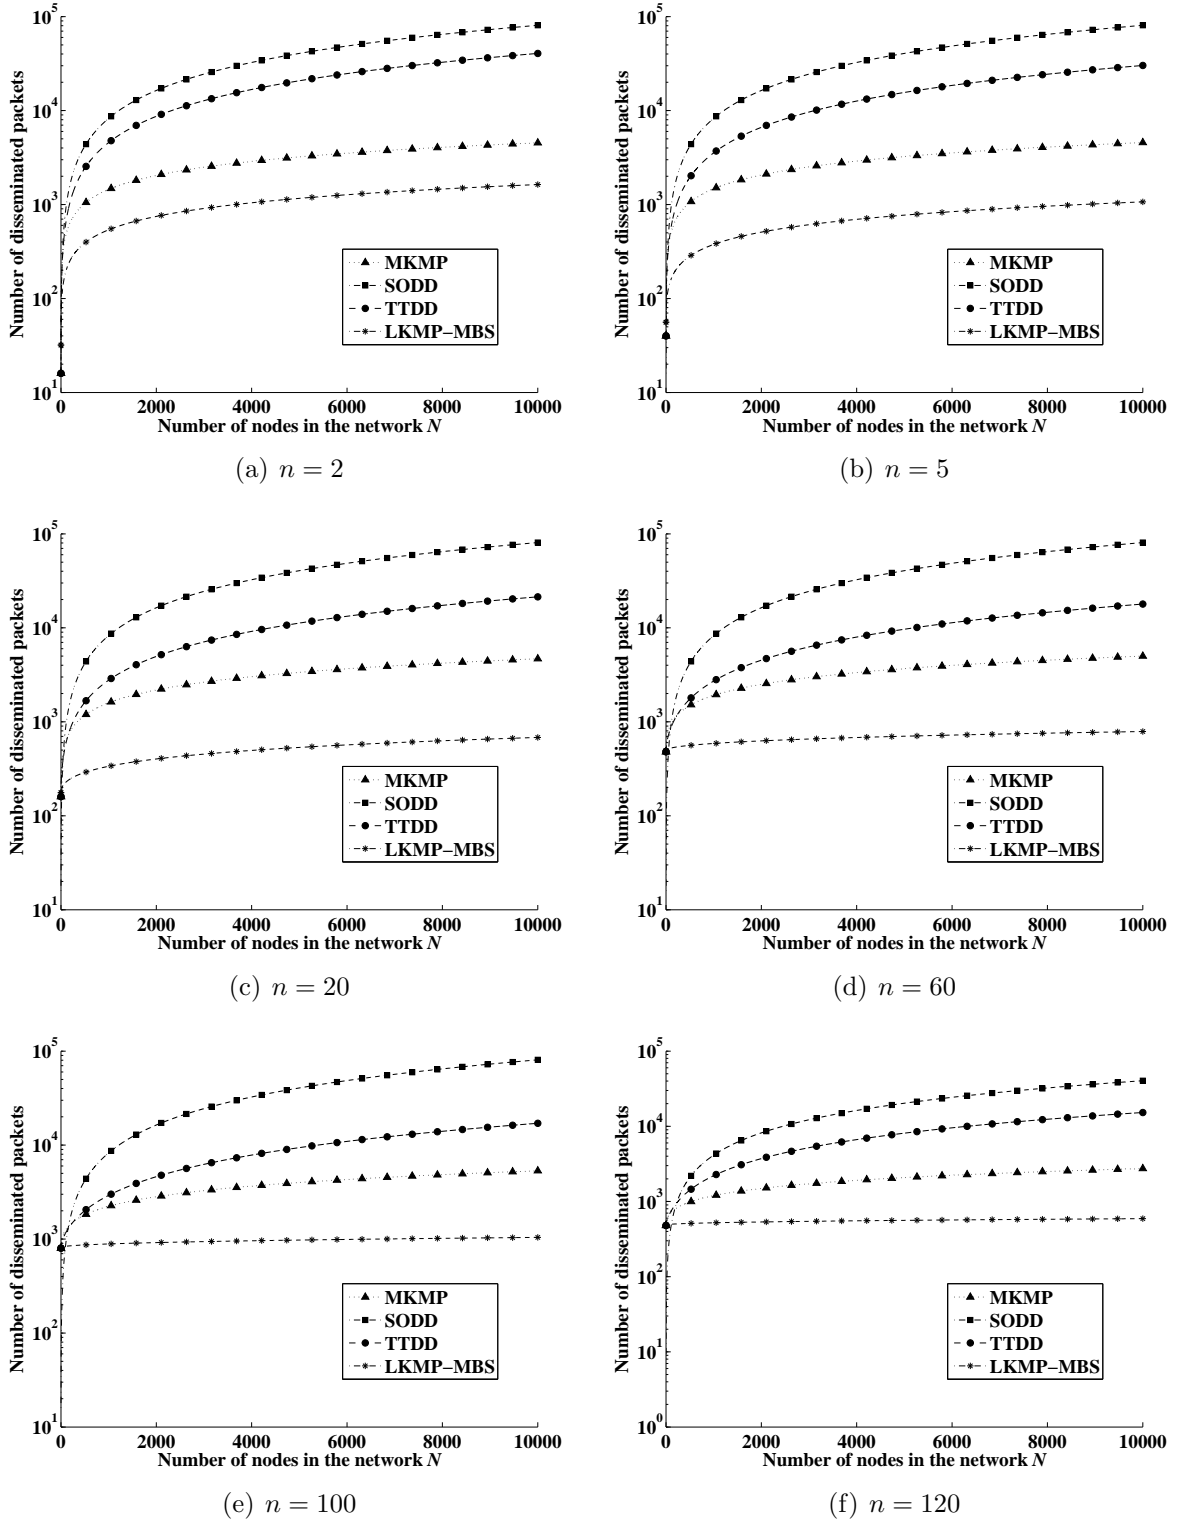 10^5
10^4
10^3
10^2
10^1
Number of disseminated packets
MKMP
SODD
TTDD
LKMP−MBS
0 2000 4000 6000 8000 10000
Number of nodes in the network N
(a) n = 2
10^5
10^4
10^3
10^2
10^1
Number of disseminated packets
MKMP
SODD
TTDD
LKMP−MBS
0 2000 4000 6000 8000 10000
Number of nodes in the network N
(b) n = 5
10^5
10^4
10^3
10^2
10^1
Number of disseminated packets
MKMP
SODD
TTDD
LKMP−MBS
0 2000 4000 6000 8000 10000
Number of nodes in the network N
(c) n = 20
10^5
10^4
10^3
10^2
10^1
Number of disseminated packets
MKMP
SODD
TTDD
LKMP−MBS
0 2000 4000 6000 8000 10000
Number of nodes in the network N
(d) n = 60
10^5
10^4
10^3
10^2
10^1
Number of disseminated packets
MKMP
SODD
TTDD
LKMP−MBS
0 2000 4000 6000 8000 10000
Number of nodes in the network N
(e) n = 100
10^5
10^4
10^3
10^2
10^1
10^0
Number of disseminated packets
MKMP
SODD
TTDD
LKMP−MBS
0 2000 4000 6000 8000 10000
Number of nodes in the network N
(f) n = 120